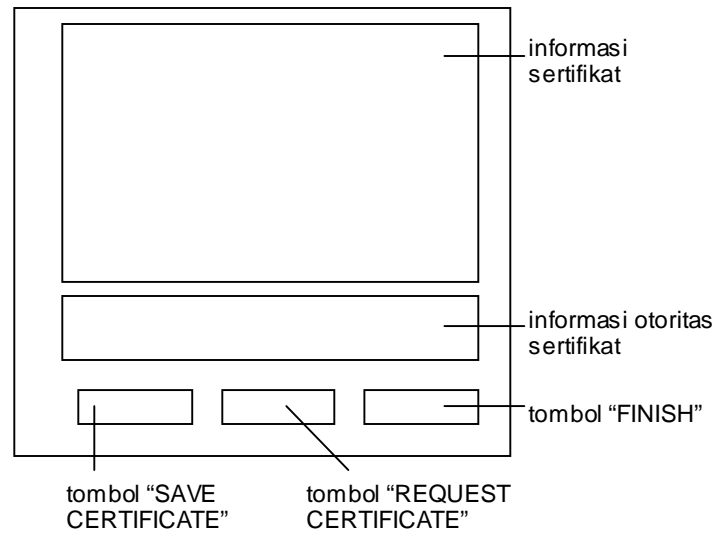 informasi
sertifikat
informasi otoritas
sertifikat
tombol “FINISH”
tombol “SAVE
CERTIFICATE”
tombol “REQUEST
CERTIFICATE”